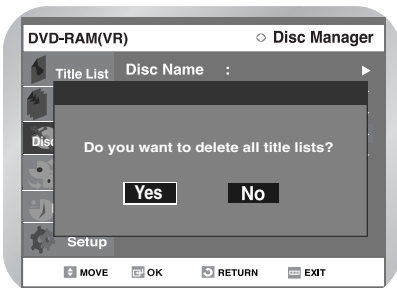 DVD-RAM(VR) Disc Manager
Title List Disc Name : 
Disc
Do you want to delete all title lists?
Yes No
Setup
MOVE OK RETURN EXIT